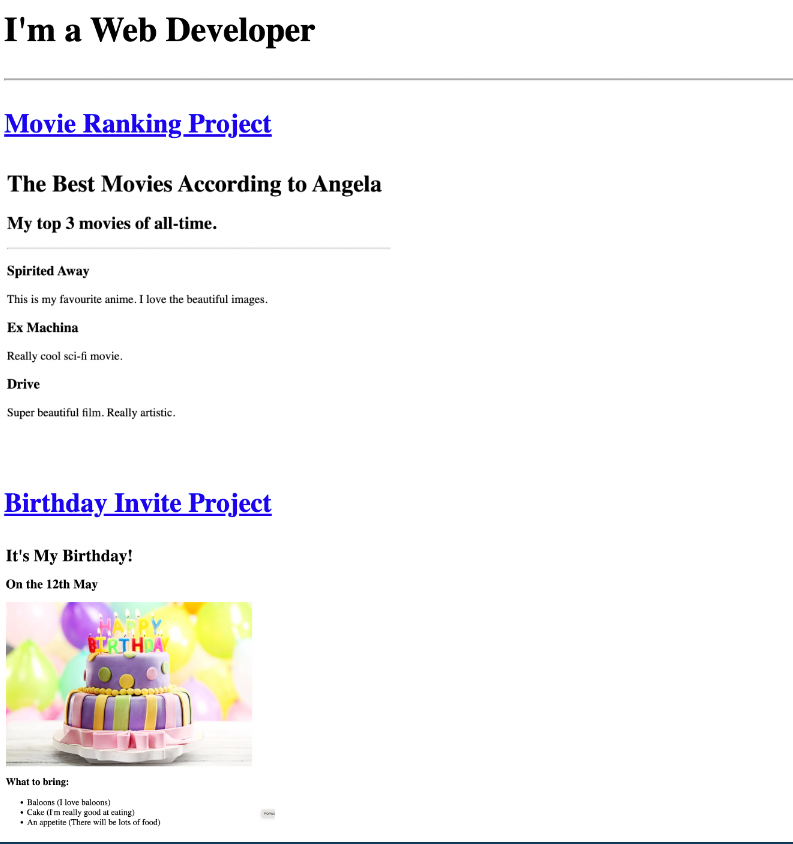 I'm a Web Developer
Movie Ranking Project
The Best Movies According to Angela
My top 3 movies of all-time.
Spirited Away
This is my favourite anime. I love the beautiful images.
Ex Machina
Really cool sci-fi movie.
Drive
Super beautiful film. Really artistic.
Birthday Invite Project
It's My Birthday!
On the 12th May
HAPPY
BIRTHDAY
What to bring:
• Baloons (I love baloons)
• Cake (I'm really good at eating)
• An appetite (There will be lots of food)